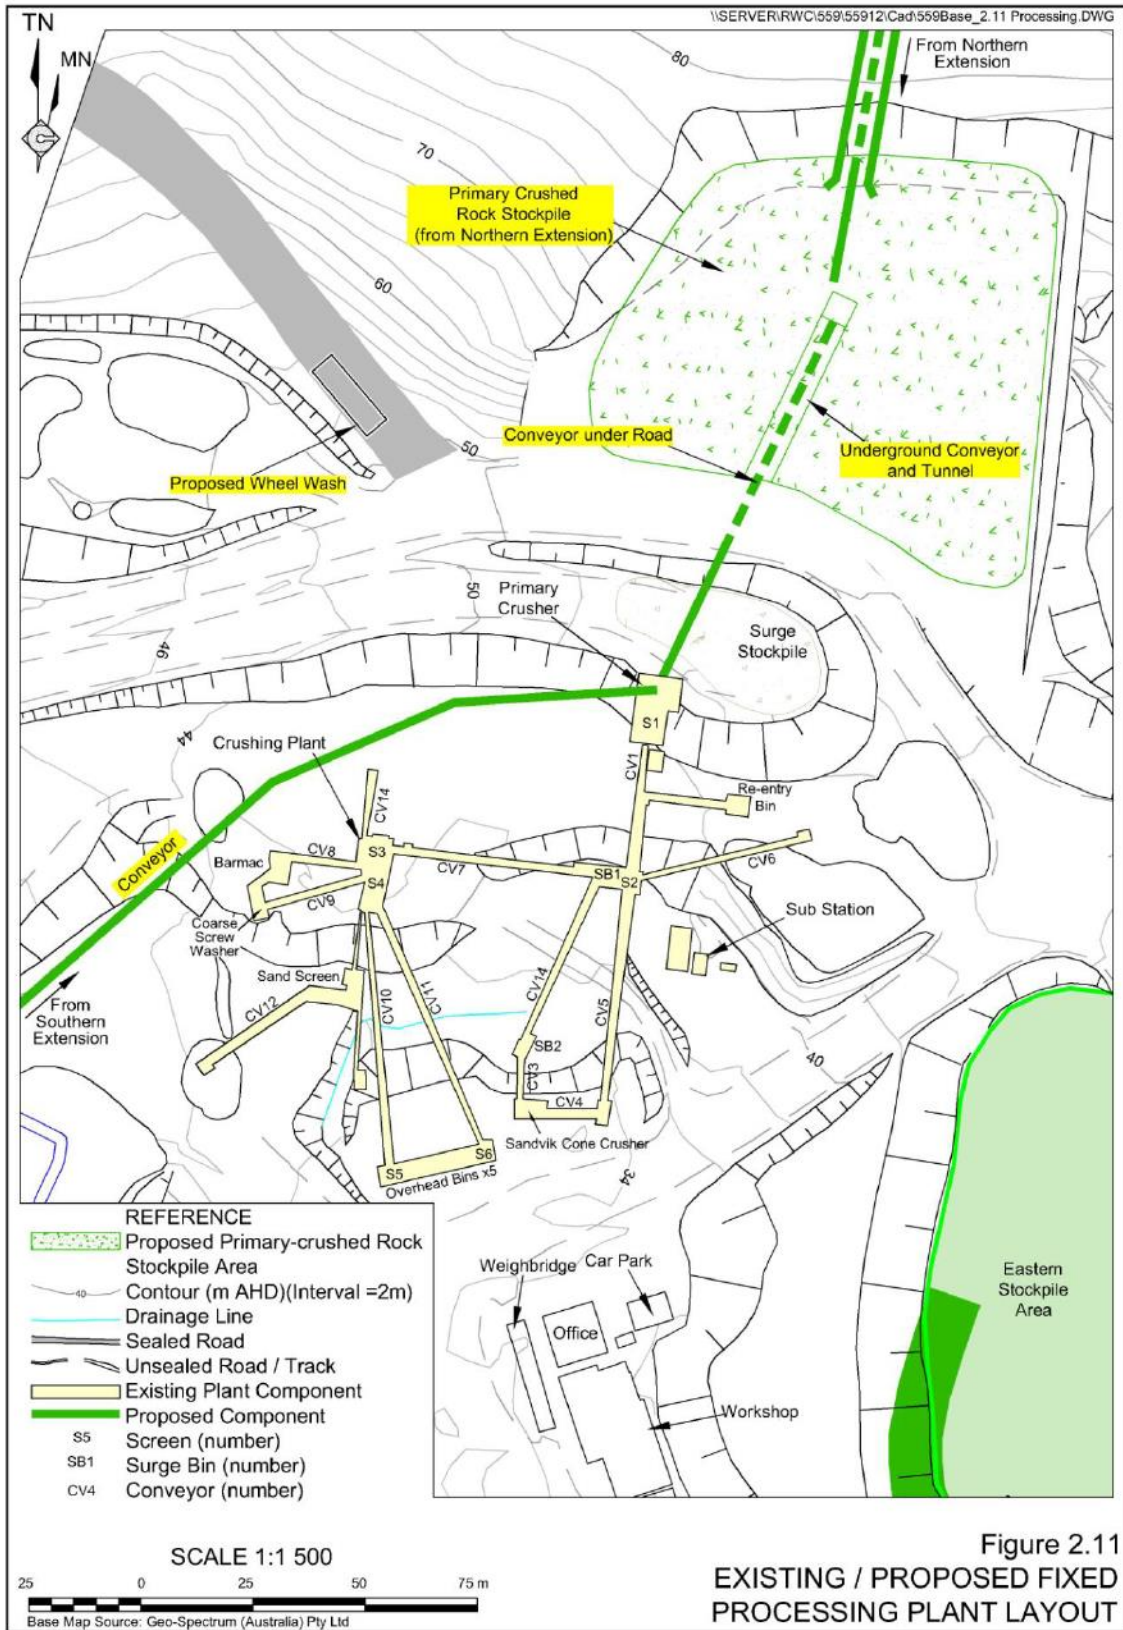 \\SERVER\RWC\559\55912\Cad\559Base_2.11 Processing.DWG
TN
MN
From Northern
Extension
80
70
Primary Crushed
Rock Stockpile
(from Northern Extension)
60
Conveyor under Road
Underground Conveyor
and Tunnel
50
Proposed Wheel Wash
Primary
Crusher
50
46
Surge
Stockpile
S1
44
Crushing Plant
CV1
CV14
Re-entry
Bin
Conveyor
Barmac
CV8
S3
CV7
SB1
S2
CV6
S4
CV9
Coarse
Screw
Washer
Sub Station
Sand Screen
From
Southern
Extension
CV12
CV10
CV11
CV14
CV5
SB2
40
CV3
CV4
Sandvik Cone Crusher
S5
S6
Overhead Bins x5
34
REFERENCE
Proposed Primary-crushed Rock
Stockpile Area
40
Contour (m AHD)(Interval =2m)
Drainage Line
Sealed Road
Unsealed Road / Track
Existing Plant Component
Proposed Component
S5
Screen (number)
SB1
Surge Bin (number)
CV4
Conveyor (number)
Weighbridge
Car Park
Office
Workshop
Eastern
Stockpile
Area
SCALE 1:1 500
25 0 25 50 75 m
Base Map Source: Geo-Spectrum (Australia) Pty Ltd
Figure 2.11
EXISTING / PROPOSED FIXED
PROCESSING PLANT LAYOUT